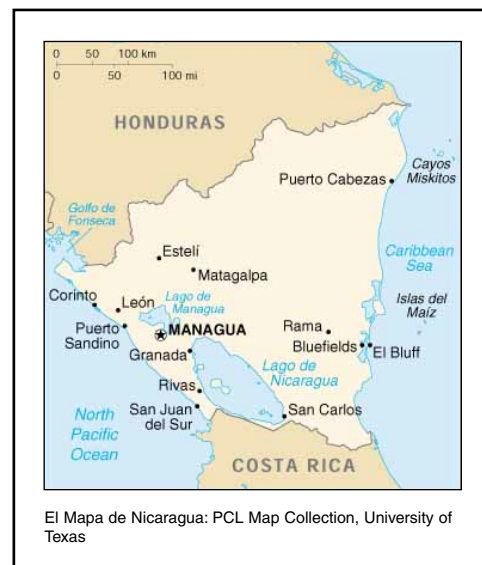 0 50 100 km
0 50 100 mi
HONDURAS
Puerto Cabezas
Cayos
Miskitos
Golfo de
Fonseca
Estelí
Matagalpa
Caribbean
Sea
Corinto
León
Lago de
Managua
Islas del
Maíz
Puerto
Sandino
MANAGUA
Rama
Bluefields
El Bluff
Granada
Lago de
Nicaragua
Rivas
San Juan
del Sur
San Carlos
North
Pacific
Ocean
COSTA RICA
El Mapa de Nicaragua: PCL Map Collection, University of
Texas